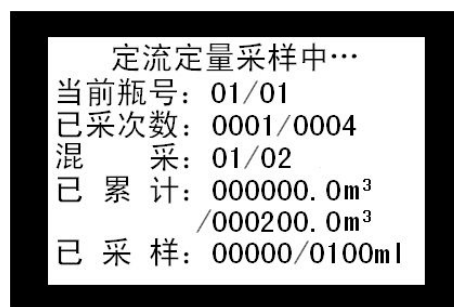 定流定量采样中…
当前瓶号：01/01
已采次数：0001/0004
混　　采：01/02
已 累 计：000000.0m³
/000200.0m³
已 采 样：00000/0100ml